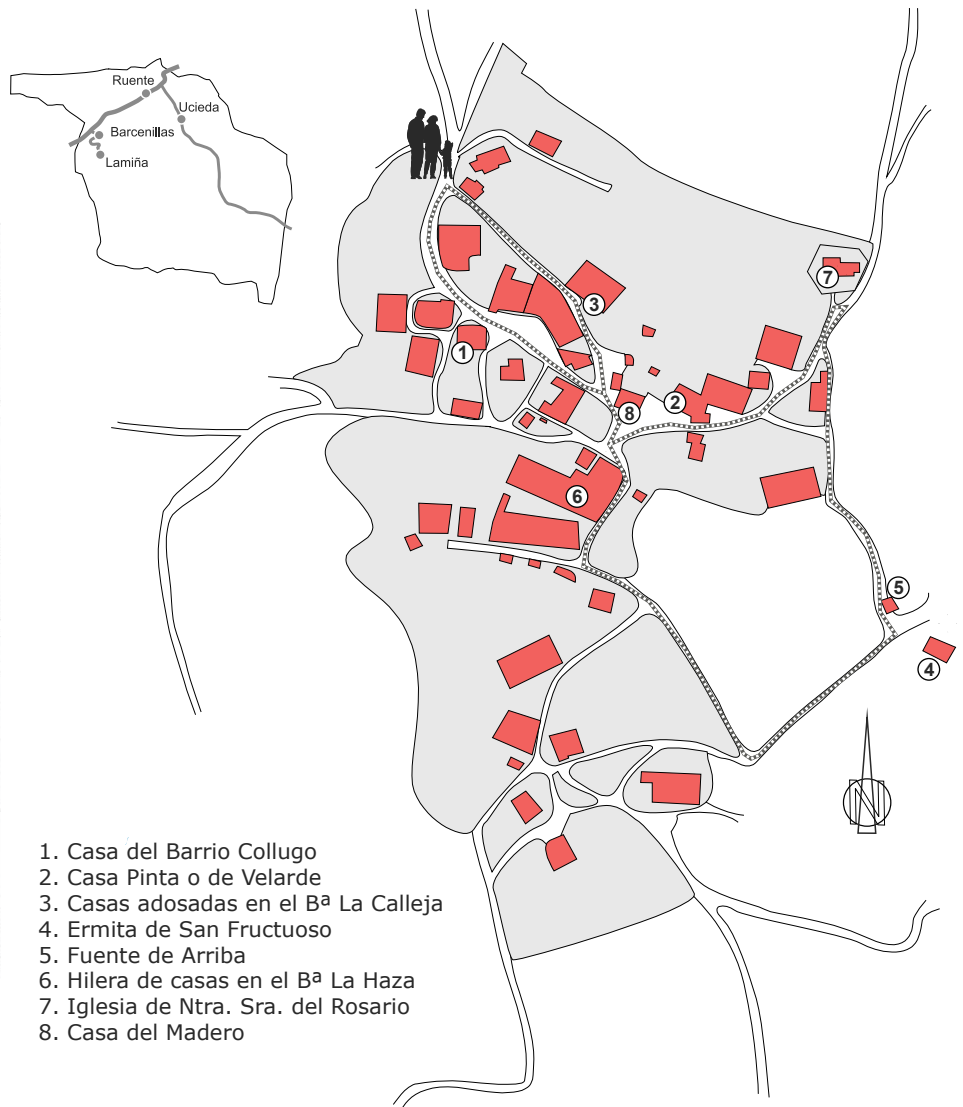 Ruente
Ucieda
Barcenillas
Lamiña
7
3
1
2
8
6
5
4
N
1. Casa del Barrio Collugo
2. Casa Pinta o de Velarde
3. Casas adosadas en el Bª La Calleja
4. Ermita de San Fructuoso
5. Fuente de Arriba
6. Hilera de casas en el Bª La Haza
7. Iglesia de Ntra. Sra. del Rosario
8. Casa del Madero